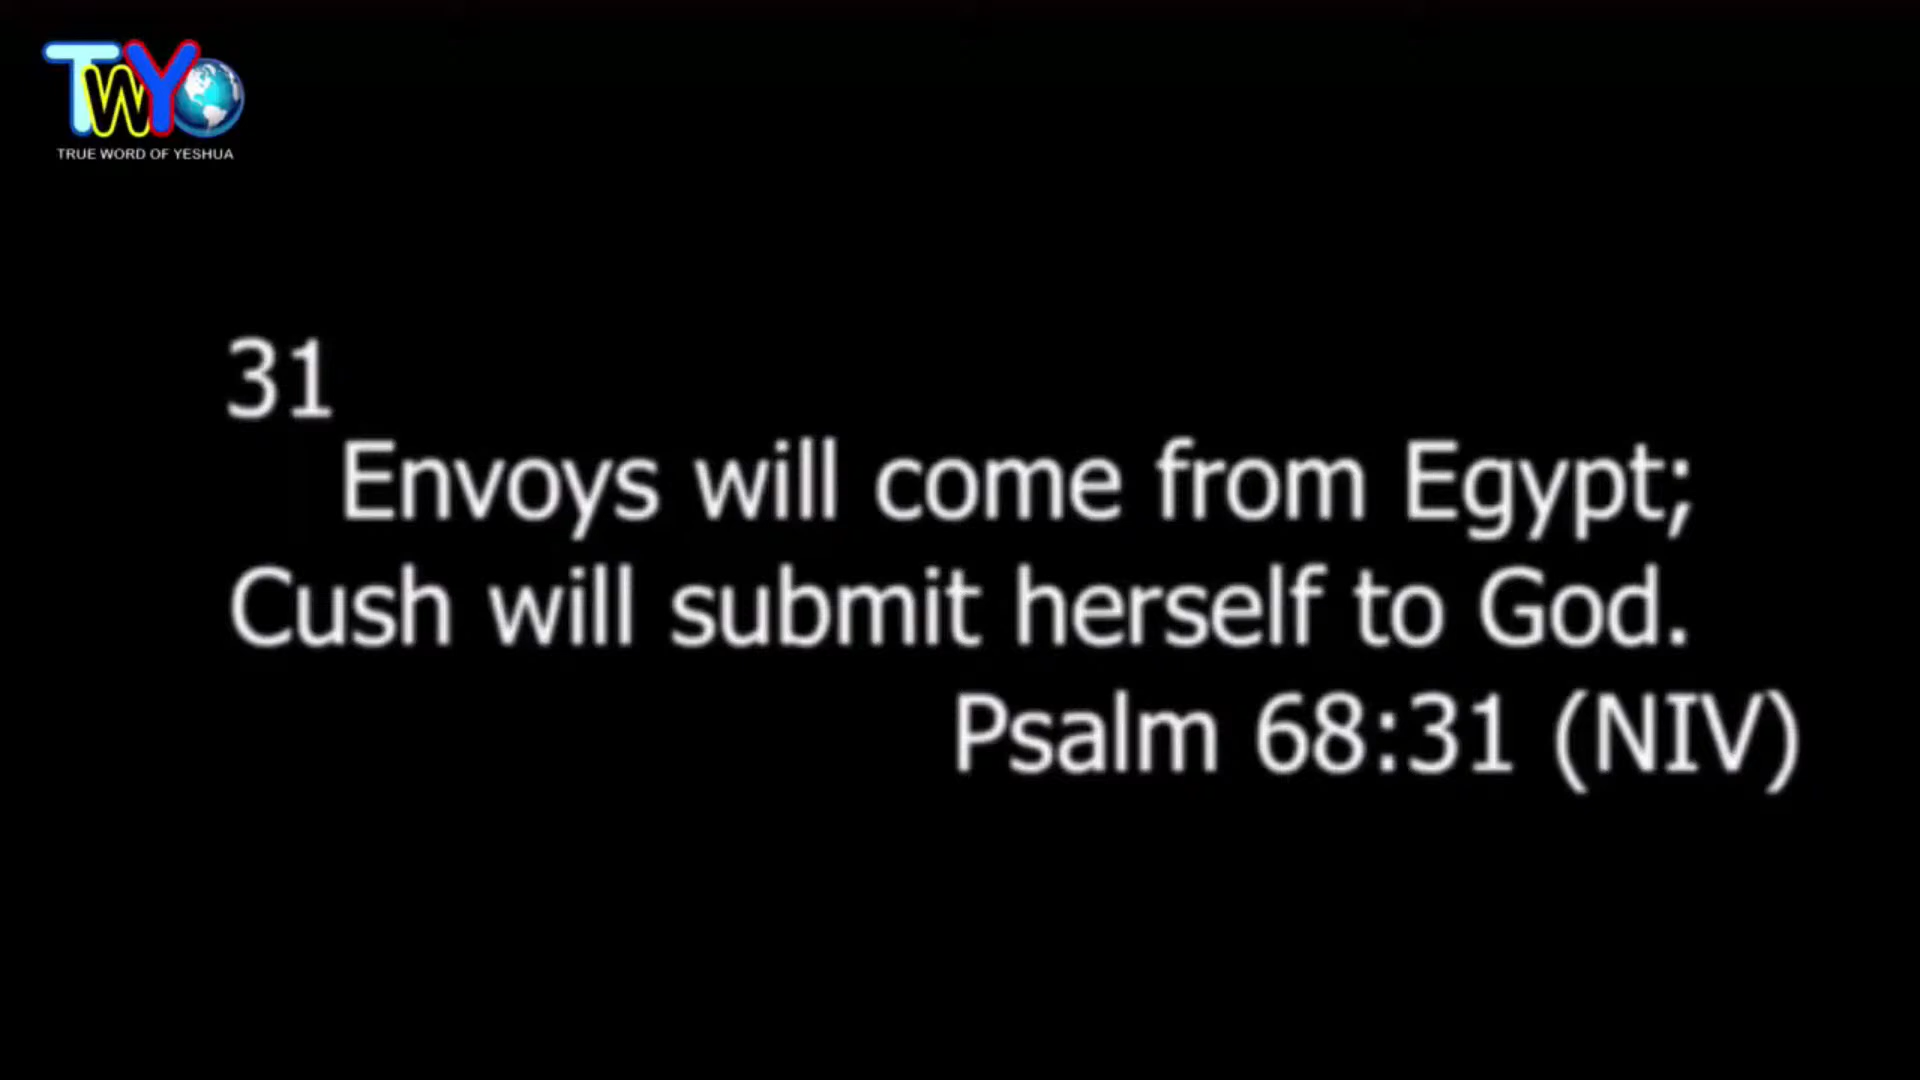 TWY
TRUE WORD OF YESHUA
31
Envoys will come from Egypt;
Cush will submit herself to God.
Psalm 68:31 (NIV)